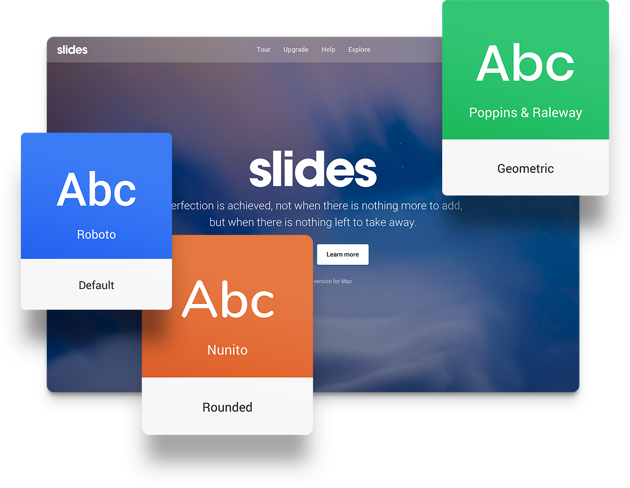 slides
Tour Upgrade Help Explore
Abc
Poppins & Raleway
Geometric
slides
erfection is achieved, not when there is nothing more to add,
but when there is nothing left to take away.
Abc
Roboto
Default
Learn more
version for Mac
Abc
Nunito
Rounded